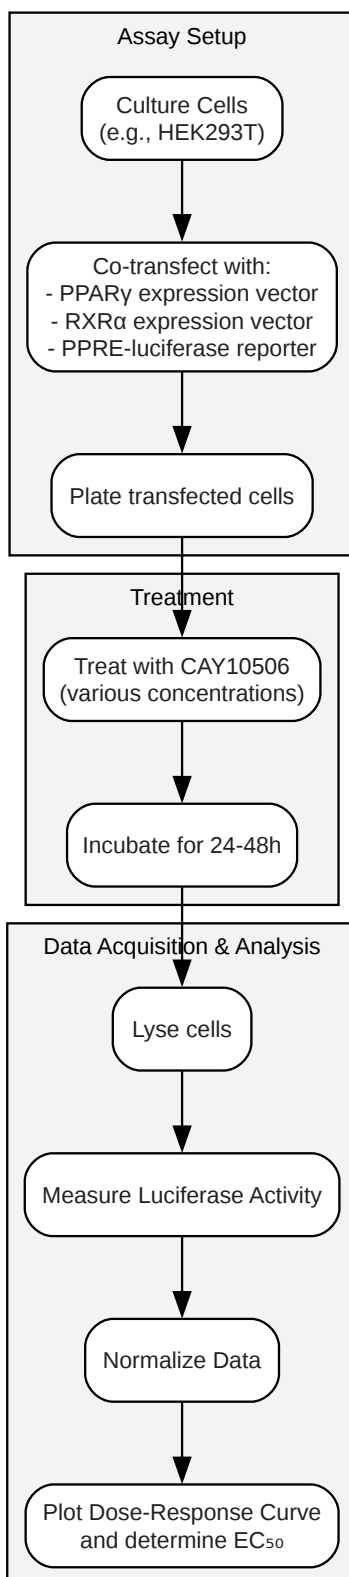 Assay Setup
Culture Cells
(e.g., HEK293T)
Co-transfect with:
- PPARγ expression vector
- RXRα expression vector
- PPRE-luciferase reporter
Plate transfected cells
Treatment
Treat with CAY10506
(various concentrations)
Incubate for 24-48h
Data Acquisition & Analysis
Lyse cells
Measure Luciferase Activity
Normalize Data
Plot Dose-Response Curve
and determine EC₅₀